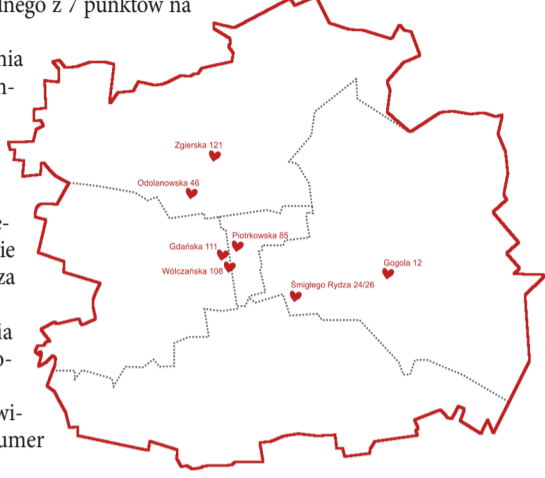 dnego z 7 punktów na
nia
n-
e-
ie
za
ia
o-
wi-
umer
Zgierska 121
Odolanowska 46
Piotrkowska 85
Gdańska 111
Wólczańska 108
Gogola 12
Śmigłego Rydza 24/26